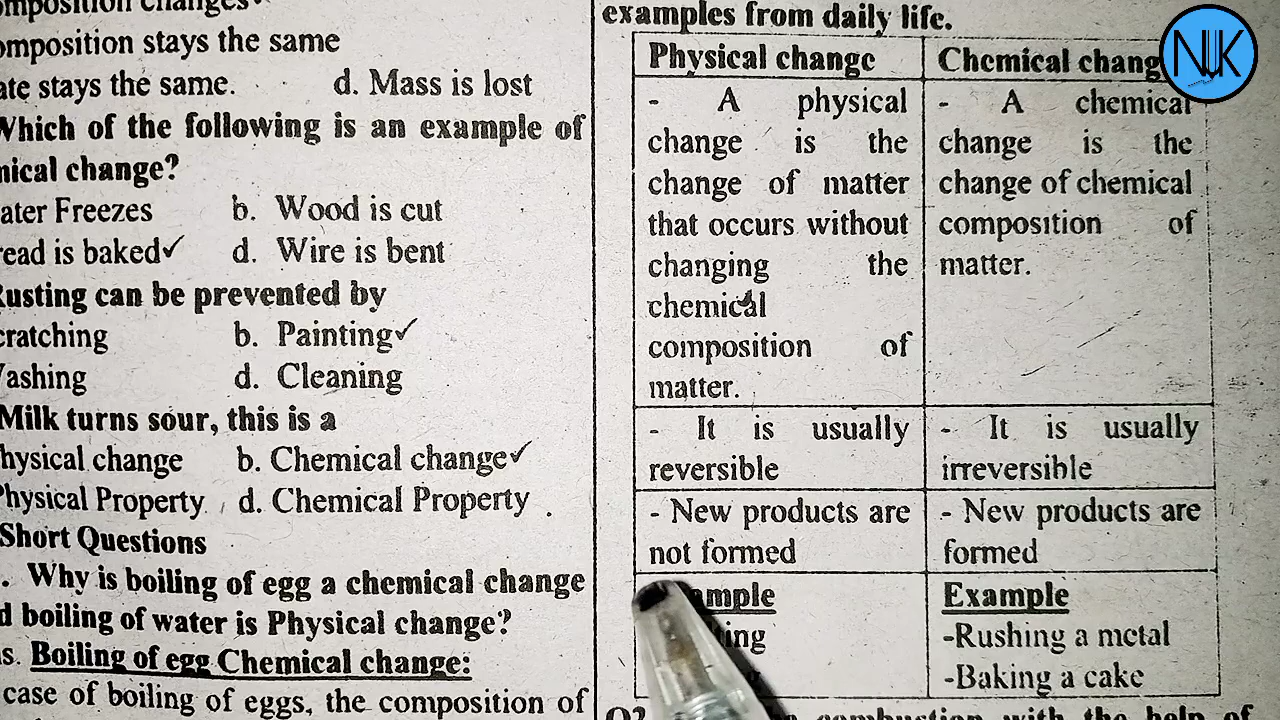 omposition changes✓
omposition stays the same
ate stays the same. d. Mass is lost
Which of the following is an example of
mical change?
ater Freezes b. Wood is cut
read is baked✓ d. Wire is bent
Rusting can be prevented by
cratching b. Painting✓
Vashing d. Cleaning
Milk turns sour, this is a
hysical change b. Chemical change✓
Physical Property d. Chemical Property
Short Questions
. Why is boiling of egg a chemical change
d boiling of water is Physical change?
s. Boiling of egg Chemical change:
case of boiling of eggs, the composition of
examples from daily life.
Physical change
- A physical
change is the
change of matter
that occurs without
changing the
chemical
composition of
matter.
Chemical chang
- A chemical
change is the
change of chemical
composition of
matter.
- It is usually
reversible
- It is usually
irreversible
- New products are
not formed
- New products are
formed
ample
ting
Example
-Rushing a metal
-Baking a cake
combustion with the help of
NJK